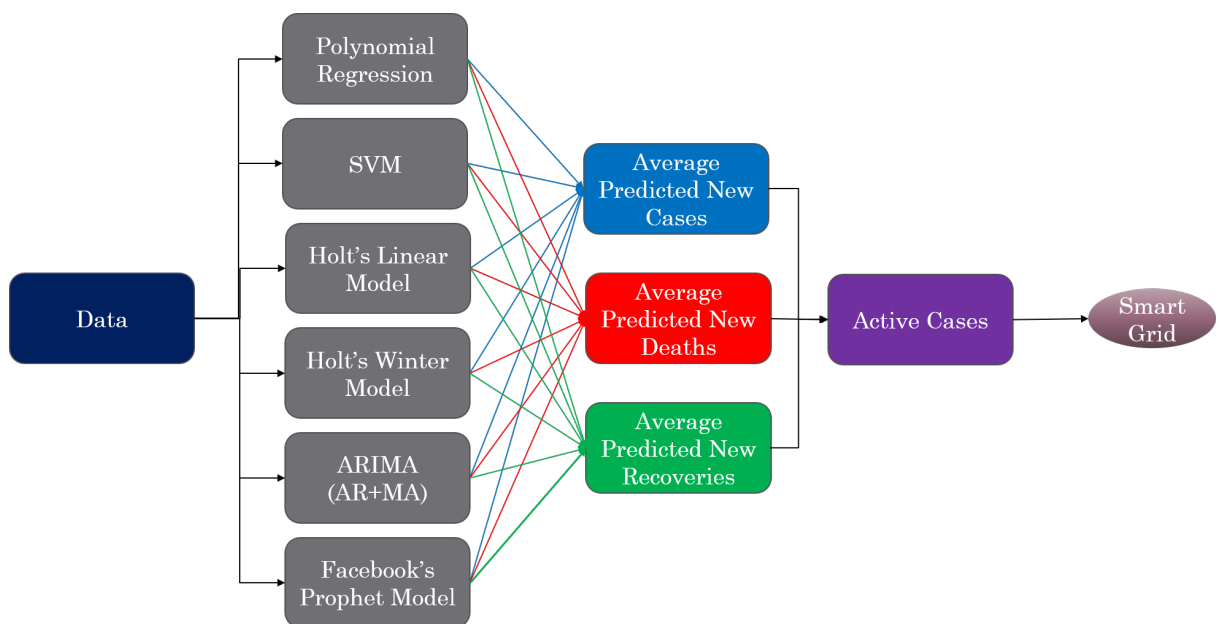 Polynomial
Regression
SVM
Holt's Linear
Model
Holt's Winter
Model
ARIMA
(AR+MA)
Facebook's
Prophet Model
Data
Average
Predicted New
Cases
Average
Predicted New
Deaths
Average
Predicted New
Recoveries
Active Cases
Smart
Grid